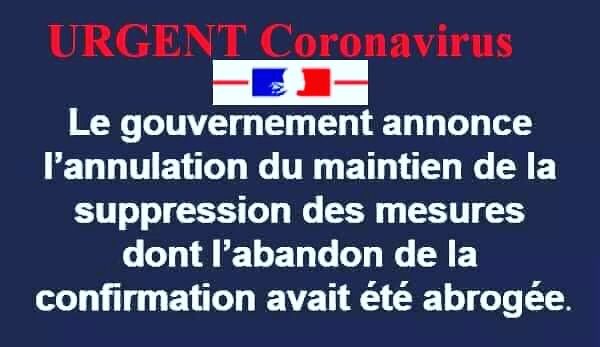 URGENT Coronavirus
Le gouvernement annonce
l'annulation du maintien de la
suppression des mesures
dont l'abandon de la
confirmation avait été abrogée.